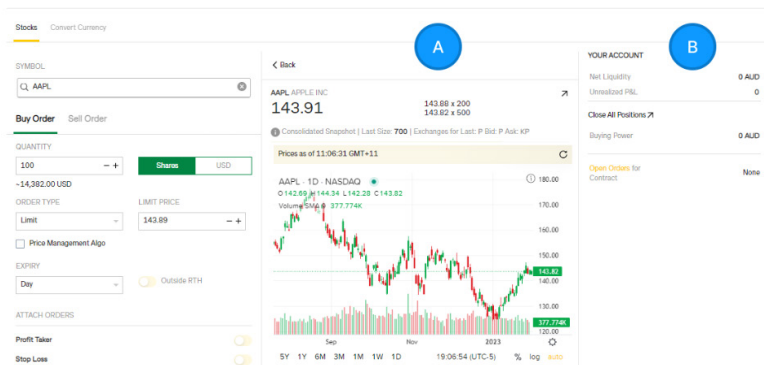 Stocks Convert Currency
SYMBOL
AAPL
Buy Order Sell Order
QUANTITY
100 - + Shares USD
~14,382.00 USD
ORDER TYPE LIMIT PRICE
Limit 143.89 - +
Price Management Algo
EXPIRY
Day Outside RTH
ATTACH ORDERS
Profit Taker
Stop Loss
A
< Back
AAPL APPLE INC
143.91
143.88 x 200
143.82 x 500
Consolidated Snapshot | Last Size: 700 | Exchanges for Last: P Bid: P Ask: KP
Prices as of 11:06:31 GMT+11
AAPL · 1D · NASDAQ
O142.69 H144.34 L142.28 C143.82
Volume SMA 9 377.774K
180.00
170.00
160.00
150.00
143.82
140.00
130.00
377.774K
120.00
Sep Nov 2023
5Y 1Y 6M 3M 1M 1W 1D 19:06:54 (UTC-5) % log auto
B
YOUR ACCOUNT
Net Liquidity 0 AUD
Unrealized P&L 0
Close All Positions
Buying Power 0 AUD
Open Orders for
Contract None